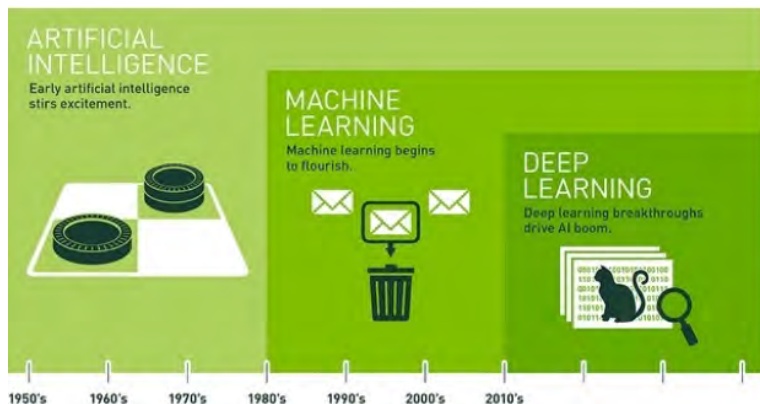 ARTIFICIAL
INTELLIGENCE
Early artificial intelligence
stirs excitement.
MACHINE
LEARNING
Machine learning begins
to flourish.
DEEP
LEARNING
Deep learning breakthroughs
drive AI boom.
1950's 1960's 1970's 1980's 1990's 2000's 2010's